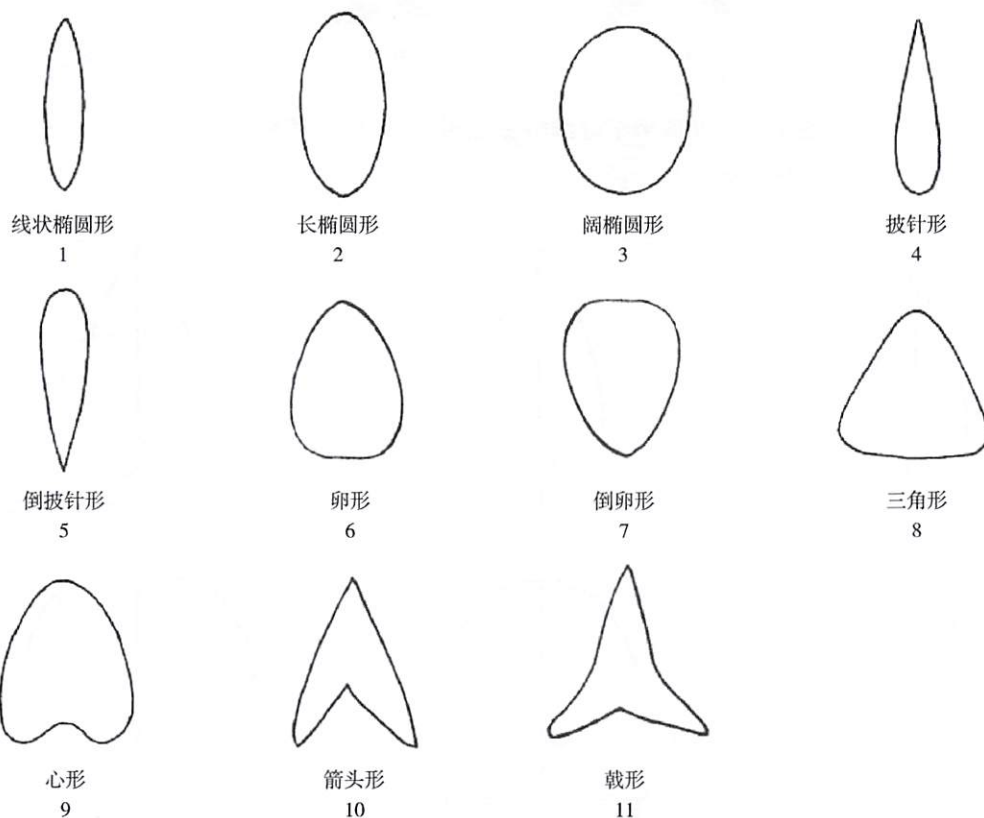 线状椭圆形 长椭圆形 阔椭圆形 披针形
1 2 3 4
倒披针形 卵形 倒卵形 三角形
5 6 7 8
心形 箭头形 戟形
9 10 11